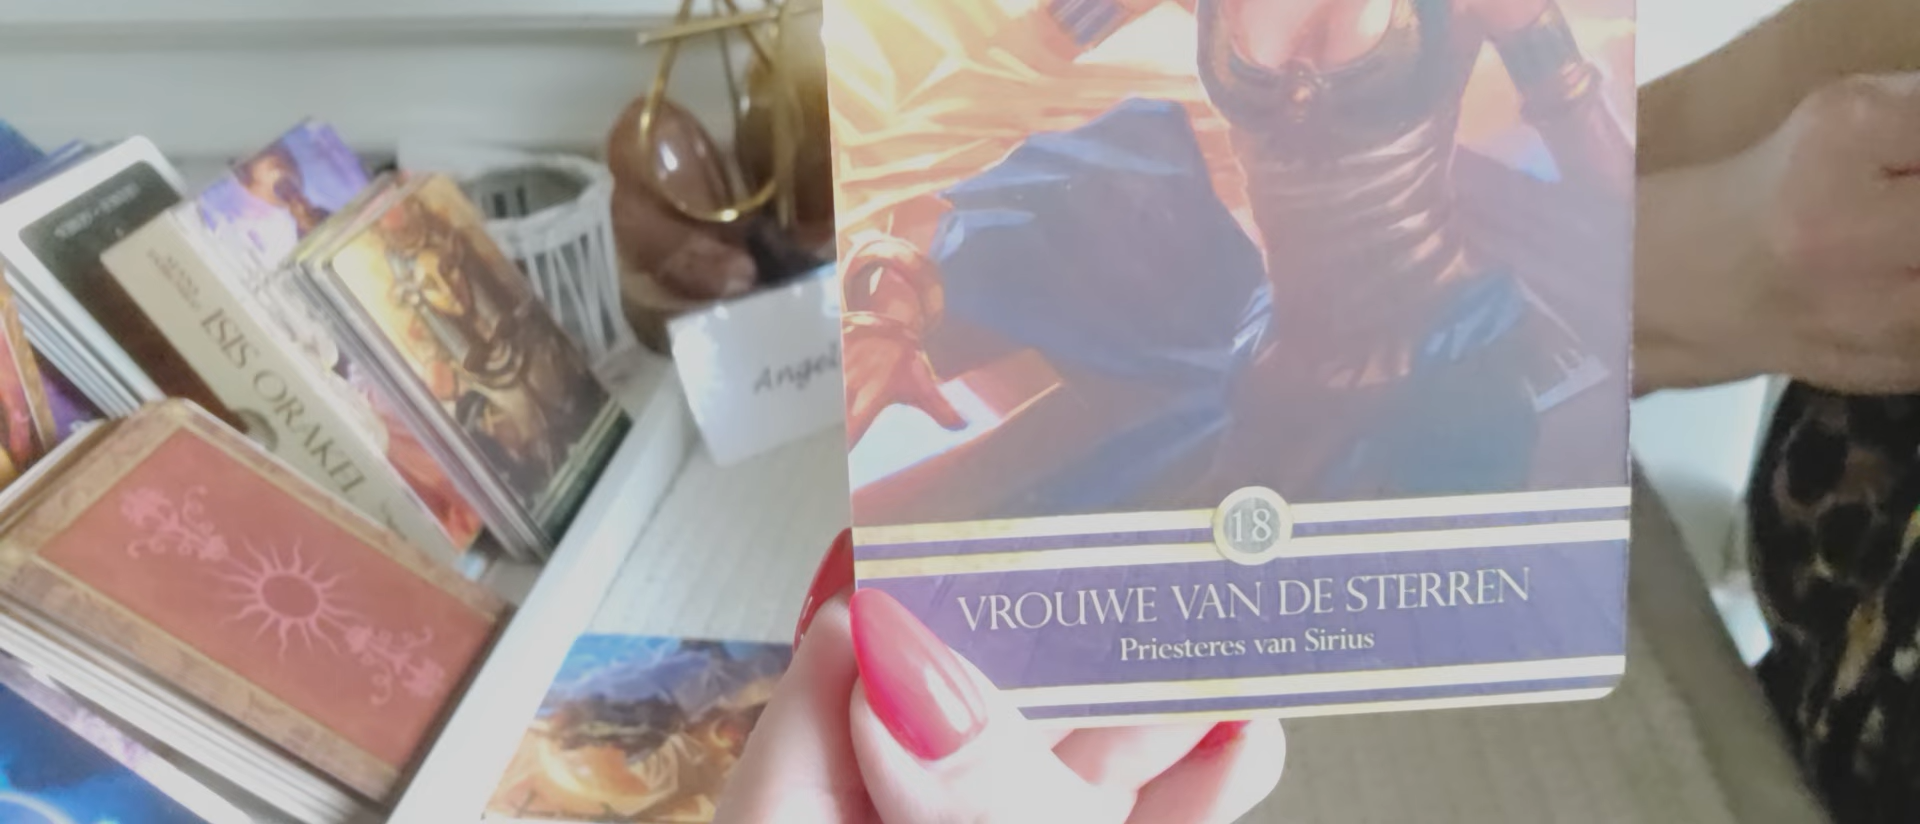 ISIS ORAKEL
Angel
18
VROUWE VAN DE STERREN
Priesteres van Sirius